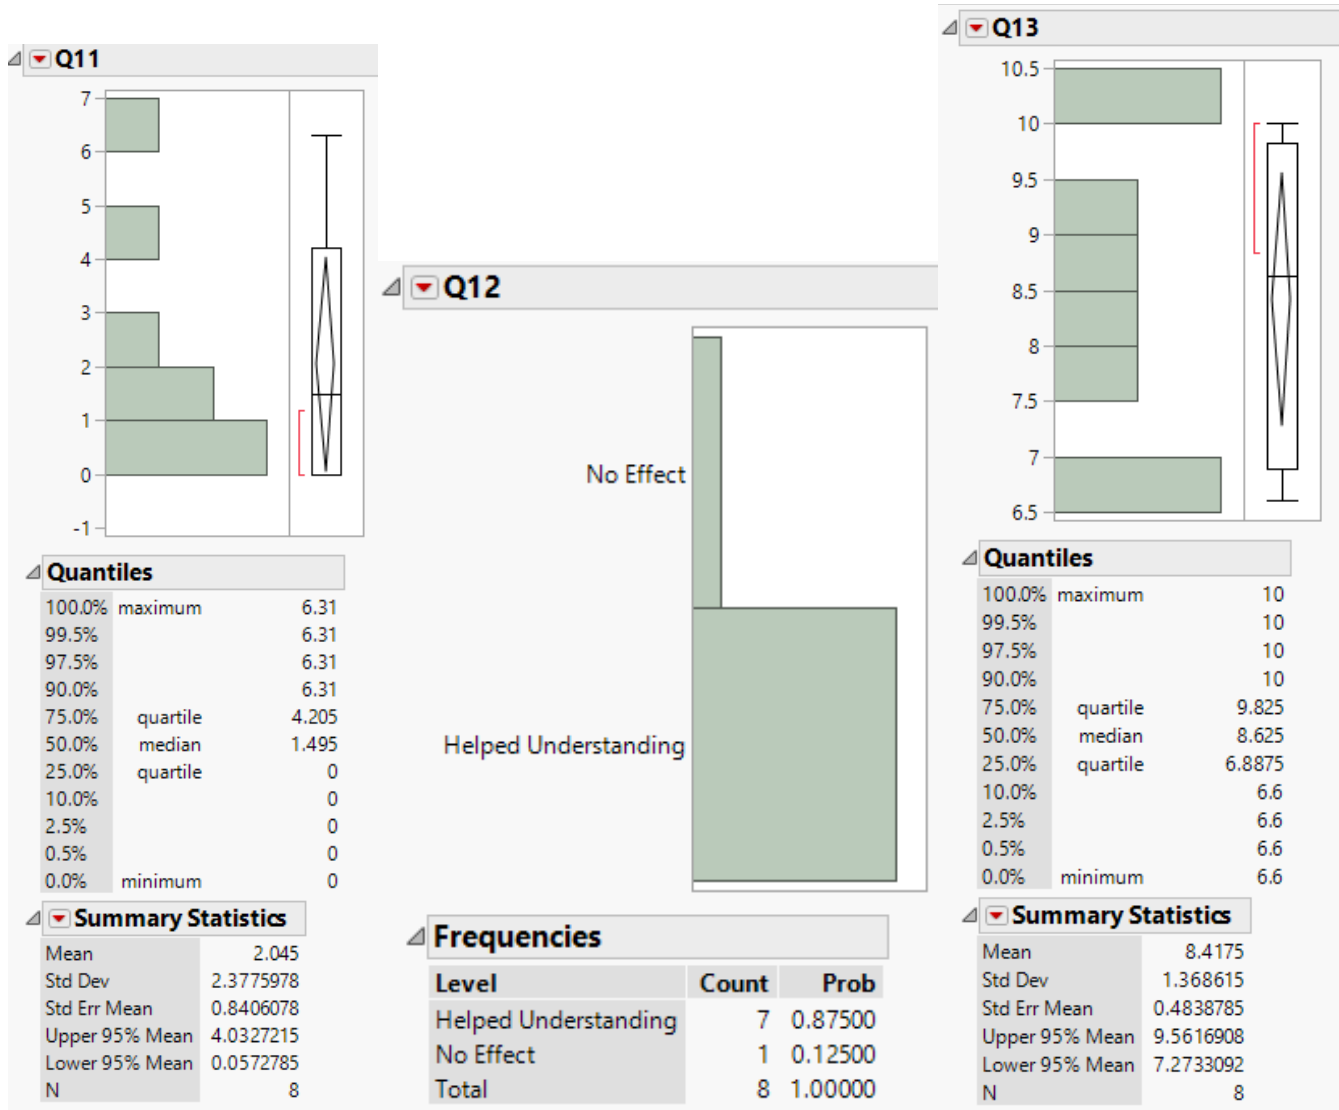 Q11
7
6
5
4
3
2
1
0
-1
Quantiles
100.0% maximum 6.31
99.5% 6.31
97.5% 6.31
90.0% 6.31
75.0% quartile 4.205
50.0% median 1.495
25.0% quartile 0
10.0% 0
2.5% 0
0.5% 0
0.0% minimum 0
Summary Statistics
Mean 2.045
Std Dev 2.3775978
Std Err Mean 0.8406078
Upper 95% Mean 4.0327215
Lower 95% Mean 0.0572785
N 8
Q12
No Effect
Helped Understanding
Frequencies
Level Count Prob
Helped Understanding 7 0.87500
No Effect 1 0.12500
Total 8 1.00000
Q13
10.5
10
9.5
9
8.5
8
7.5
7
6.5
Quantiles
100.0% maximum 10
99.5% 10
97.5% 10
90.0% 10
75.0% quartile 9.825
50.0% median 8.625
25.0% quartile 6.8875
10.0% 6.6
2.5% 6.6
0.5% 6.6
0.0% minimum 6.6
Summary Statistics
Mean 8.4175
Std Dev 1.368615
Std Err Mean 0.4838785
Upper 95% Mean 9.5616908
Lower 95% Mean 7.2733092
N 8